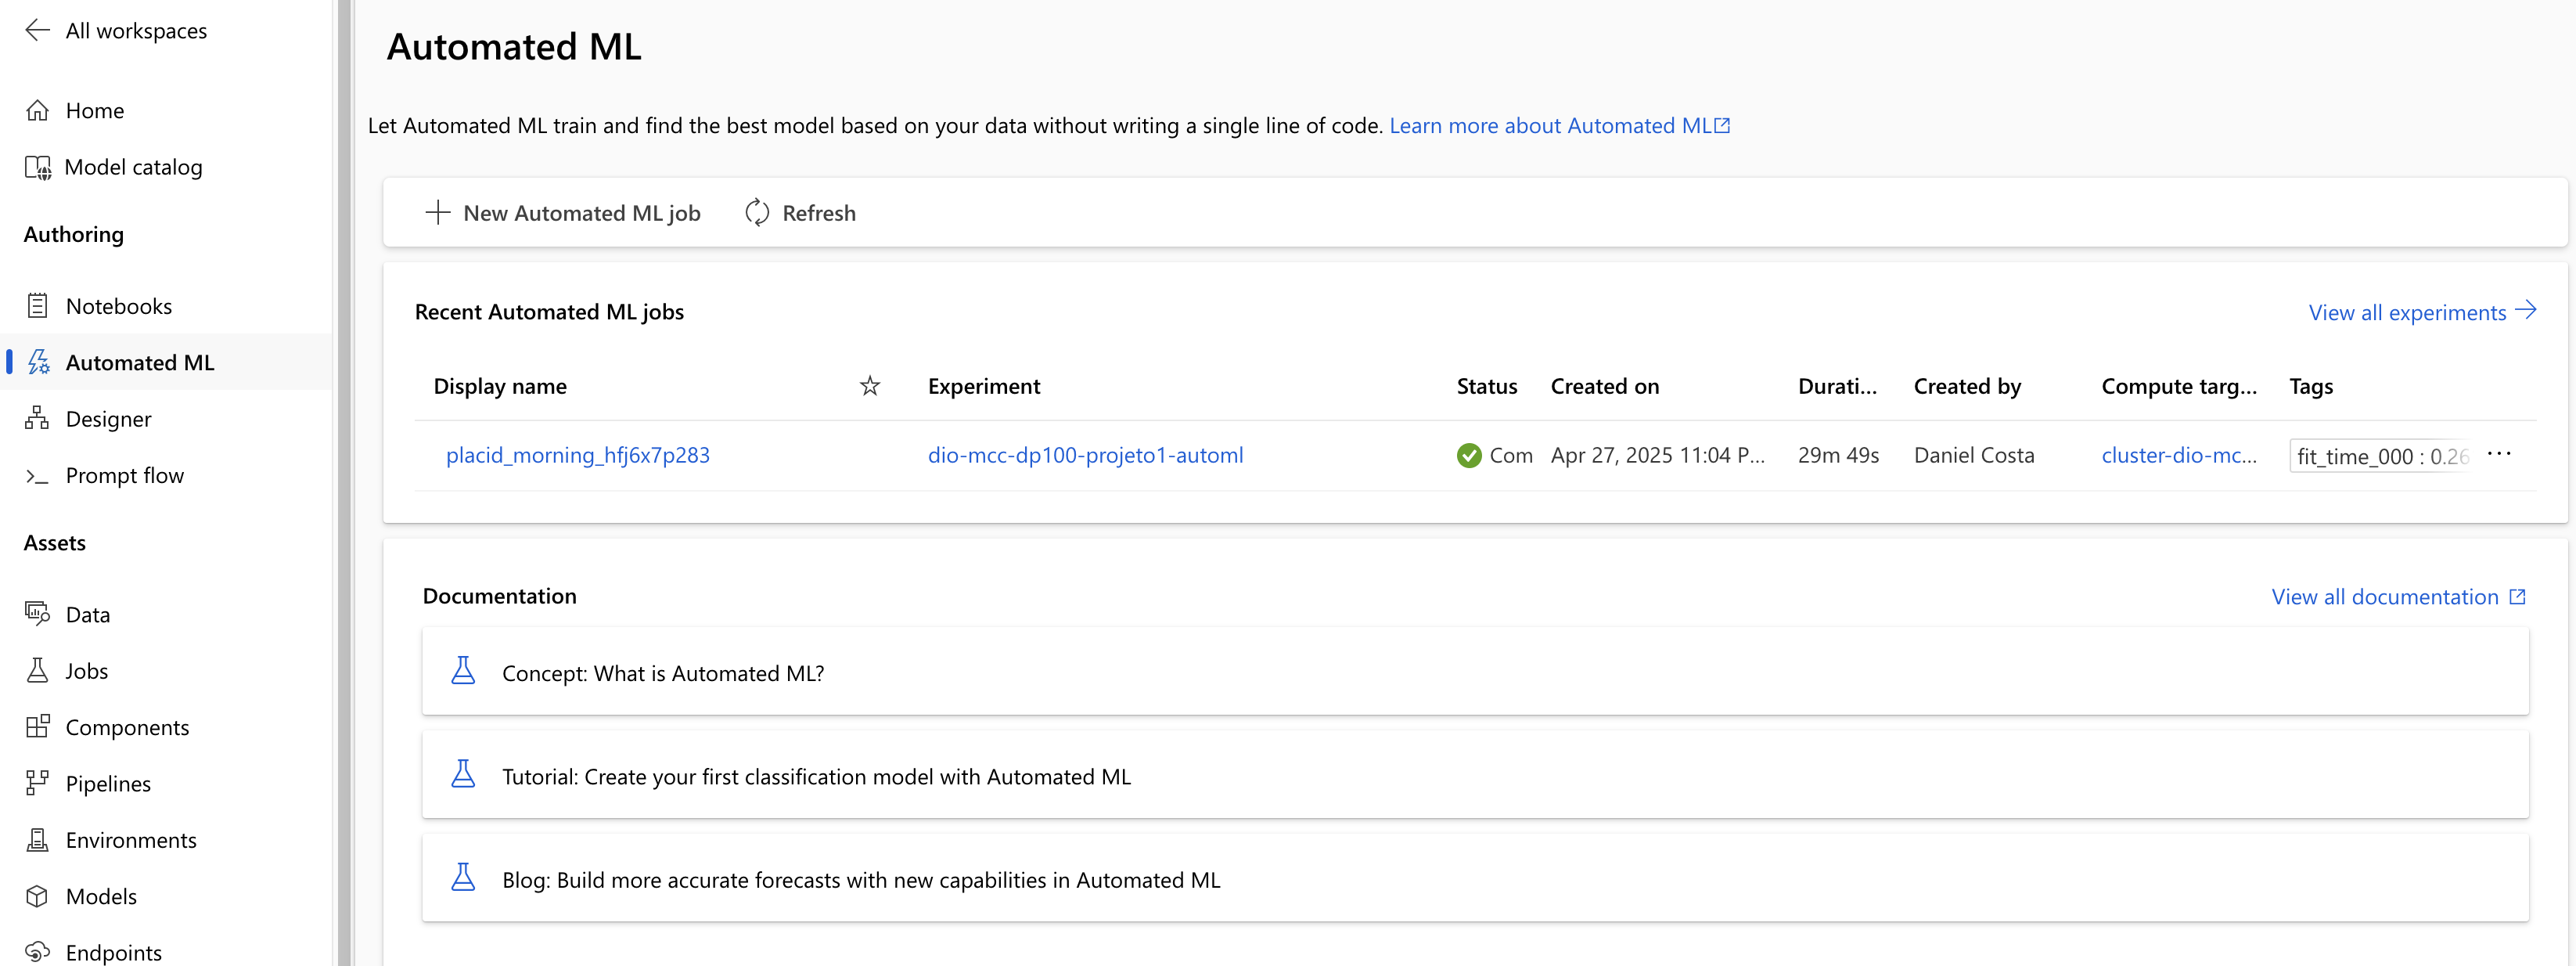 All workspaces
Home
Model catalog
Authoring
Notebooks
Automated ML
Designer
Prompt flow
Assets
Data
Jobs
Components
Pipelines
Environments
Models
Endpoints
Automated ML
Let Automated ML train and find the best model based on your data without writing a single line of code. Learn more about Automated ML
New Automated ML job Refresh
Recent Automated ML jobs View all experiments
Display name Experiment Status Created on Durati... Created by Compute targ... Tags
placid_morning_hfj6x7p283 dio-mcc-dp100-projeto1-automl Com Apr 27, 2025 11:04 P... 29m 49s Daniel Costa cluster-dio-mc... fit_time_000 : 0.26 ...
Documentation View all documentation
Concept: What is Automated ML?
Tutorial: Create your first classification model with Automated ML
Blog: Build more accurate forecasts with new capabilities in Automated ML